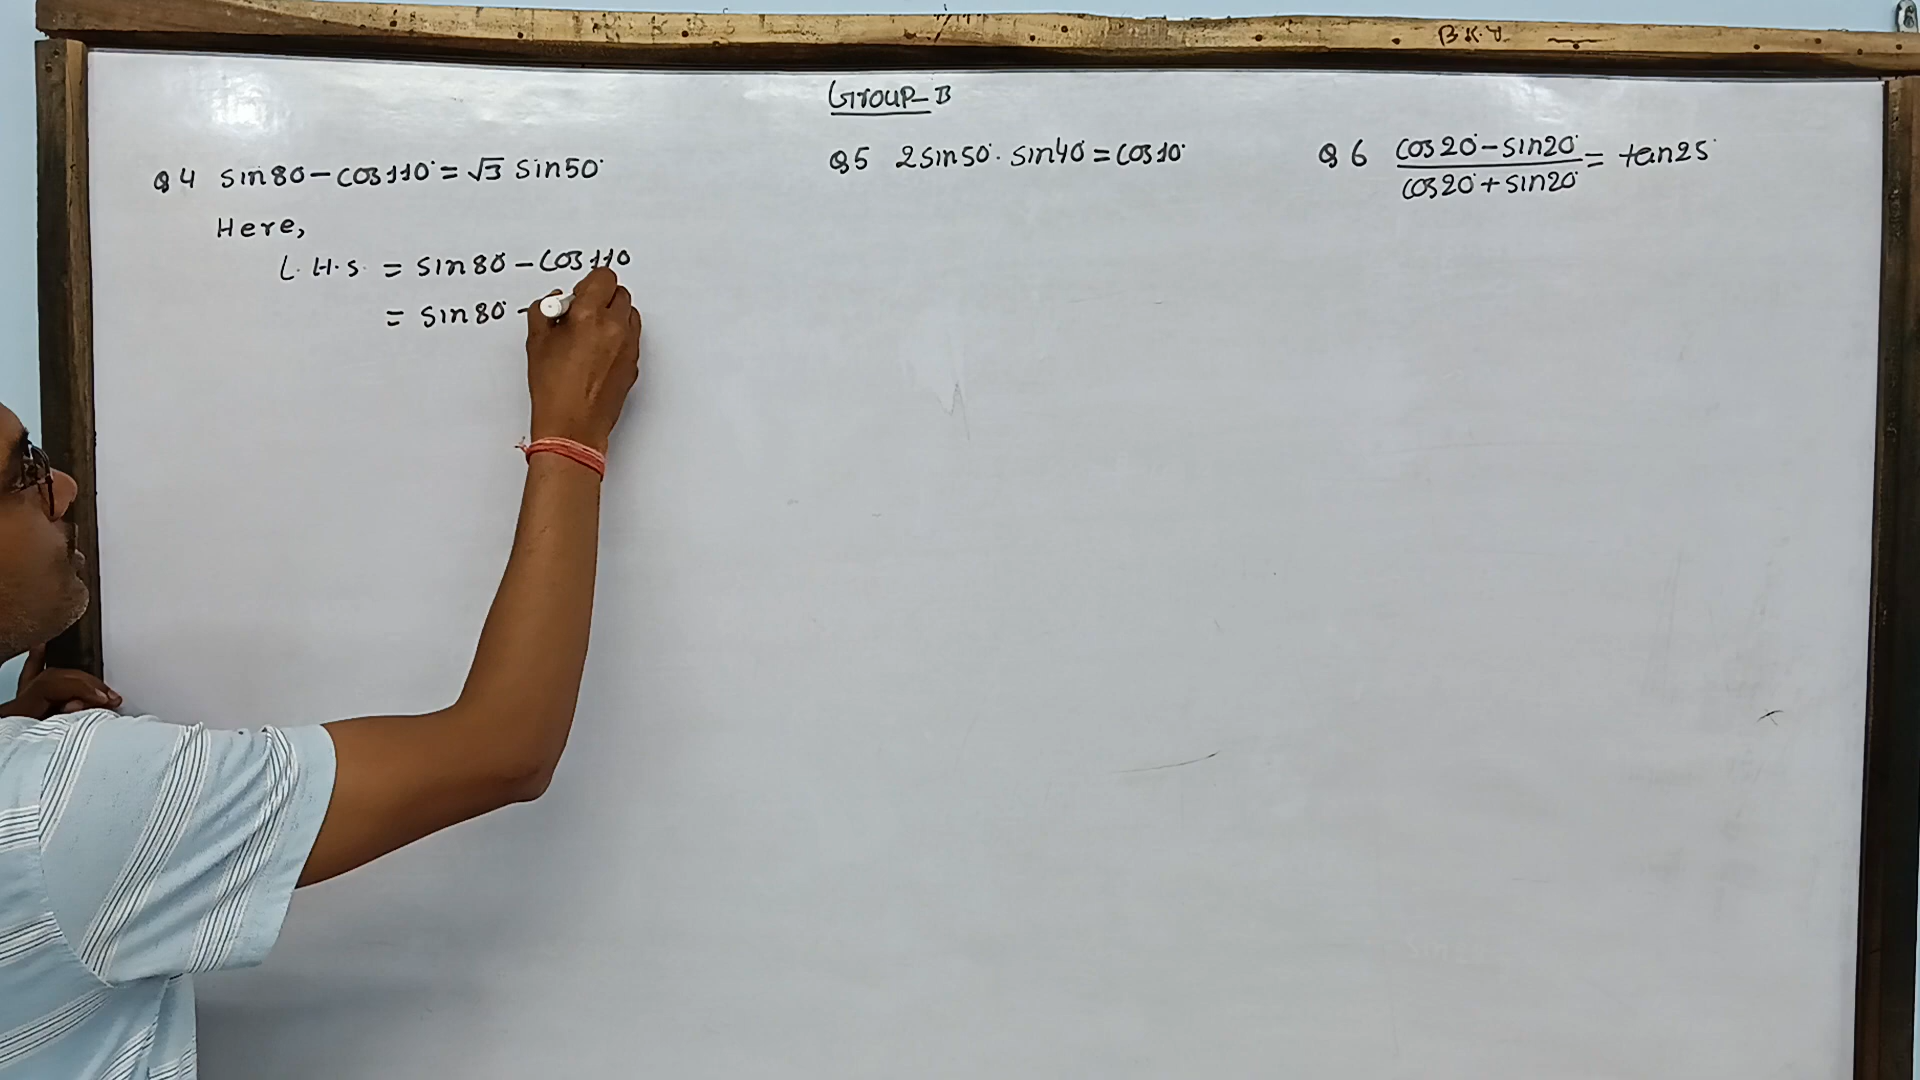 B.K.Y.
Group-B
Q4 sin80°-cos110°=√3 sin50°
Here,
L.H.S. = sin80°-cos110
= sin80° -
Q5 2sin50°. sin40°=cos10°
Q6 (cos20°-sin20°)/(cos20°+sin20°) = tan25°